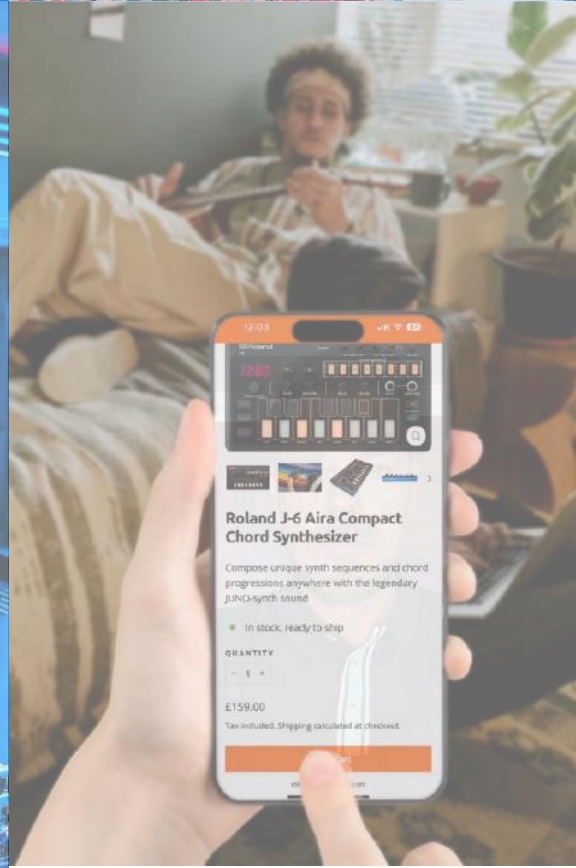 12:03
Roland
Roland J-6 Aira Compact
Chord Synthesizer
Compose unique synth sequences and chord
progressions anywhere with the legendary
JUNO-synth sound
In stock, ready to ship
QUANTITY
- 1 +
£159.00
Tax included. Shipping calculated at checkout.